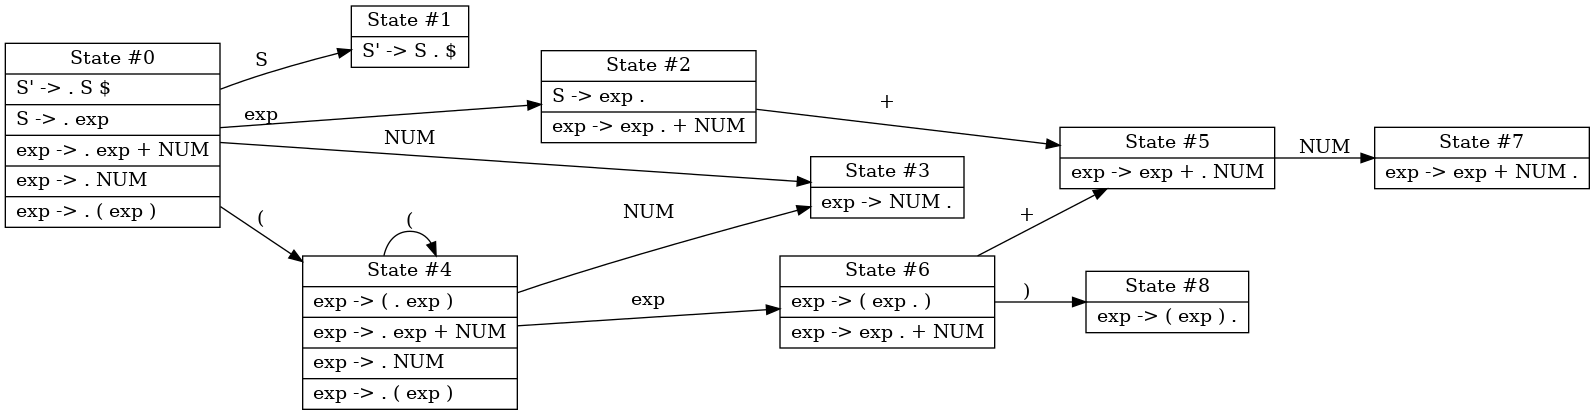 State #0
S' -> . S $
S -> . exp
exp -> . exp + NUM
exp -> . NUM
exp -> . ( exp )
S
exp
NUM
(
State #1
S' -> S . $
State #2
S -> exp .
exp -> exp . + NUM
+
State #3
exp -> NUM .
(
State #4
exp -> ( . exp )
exp -> . exp + NUM
exp -> . NUM
exp -> . ( exp )
NUM
exp
State #5
exp -> exp + . NUM
NUM
State #6
exp -> ( exp . )
exp -> exp . + NUM
+
)
State #7
exp -> exp + NUM .
State #8
exp -> ( exp ) .